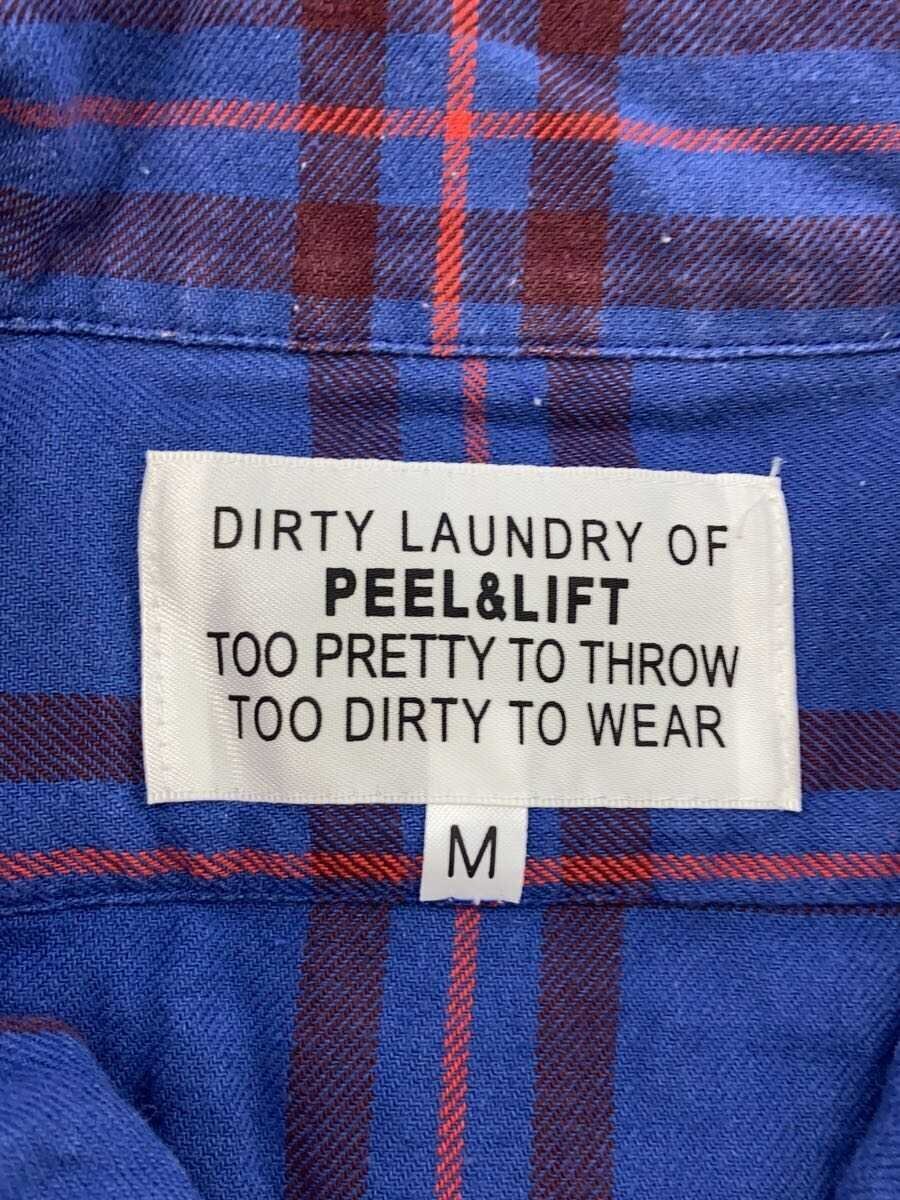 DIRTY LAUNDRY OF
PEEL&LIFT
TOO PRETTY TO THROW
TOO DIRTY TO WEAR
M